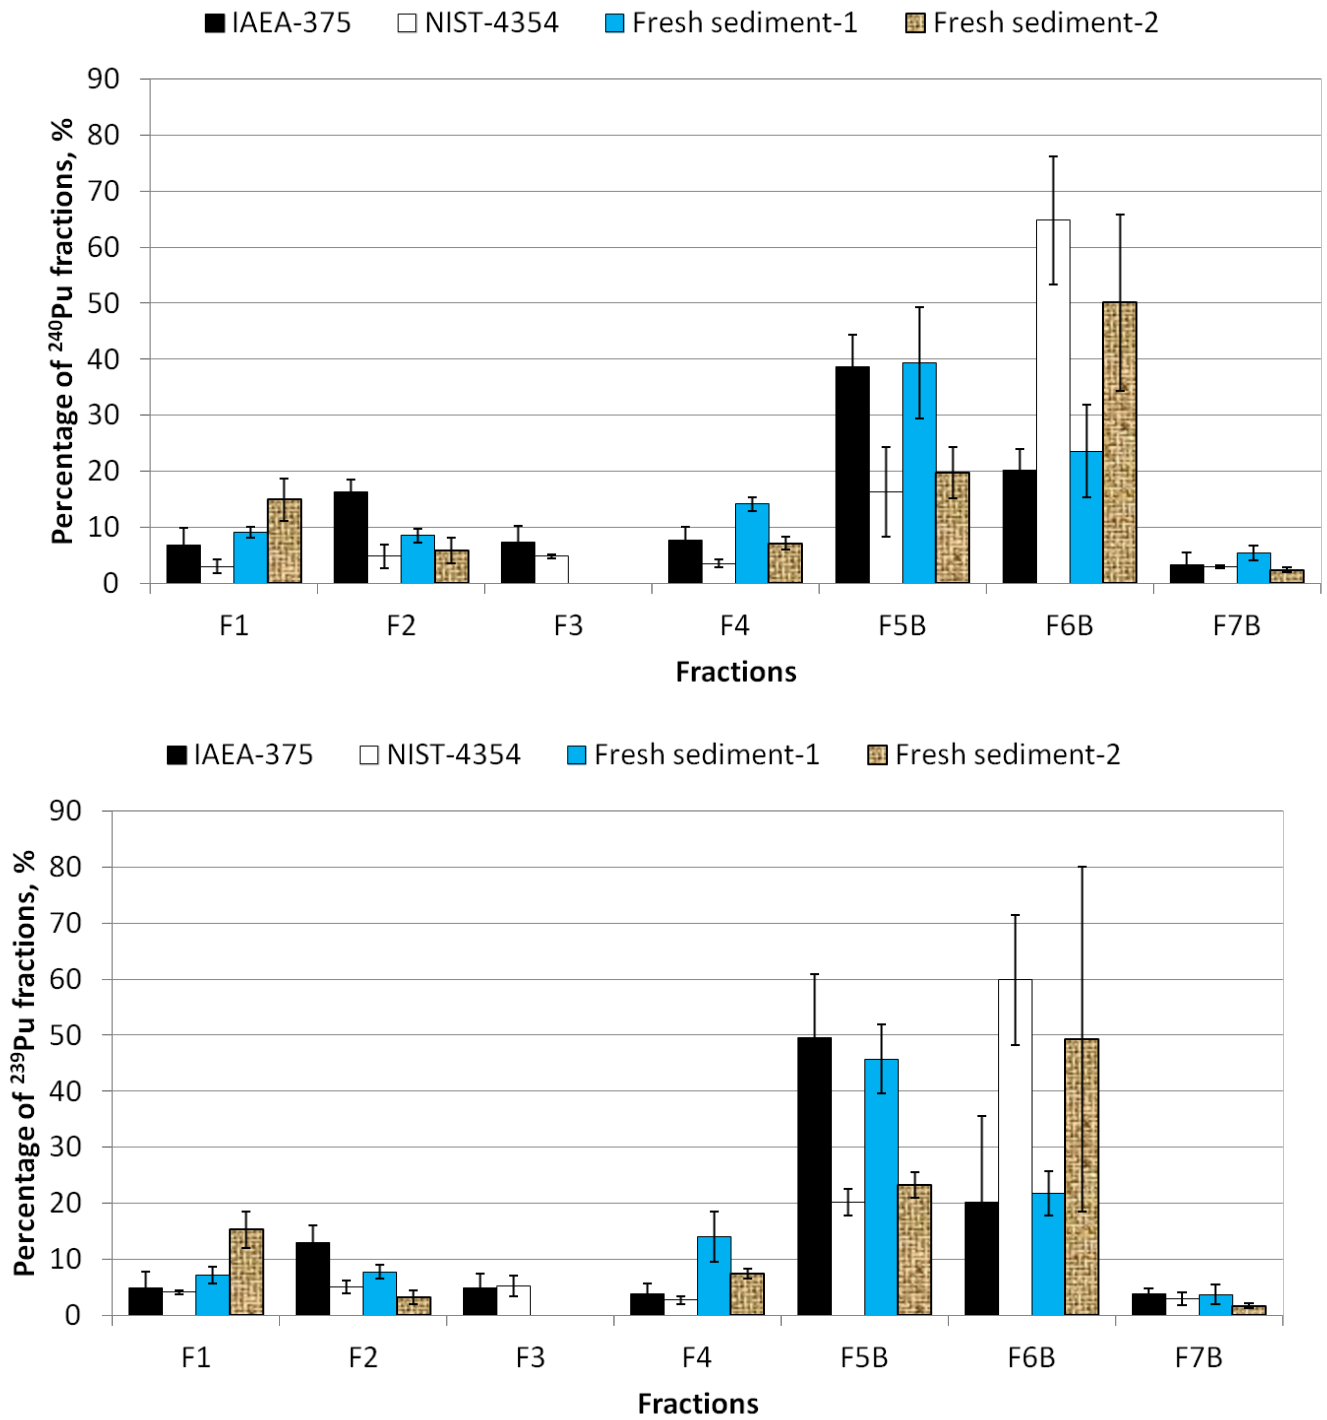 IAEA-375 NIST-4354 Fresh sediment-1 Fresh sediment-2
Percentage of ²⁴⁰Pu fractions, %
90
80
70
60
50
40
30
20
10
0
F1 F2 F3 F4 F5B F6B F7B
Fractions
IAEA-375 NIST-4354 Fresh sediment-1 Fresh sediment-2
Percentage of ²³⁹Pu fractions, %
90
80
70
60
50
40
30
20
10
0
F1 F2 F3 F4 F5B F6B F7B
Fractions